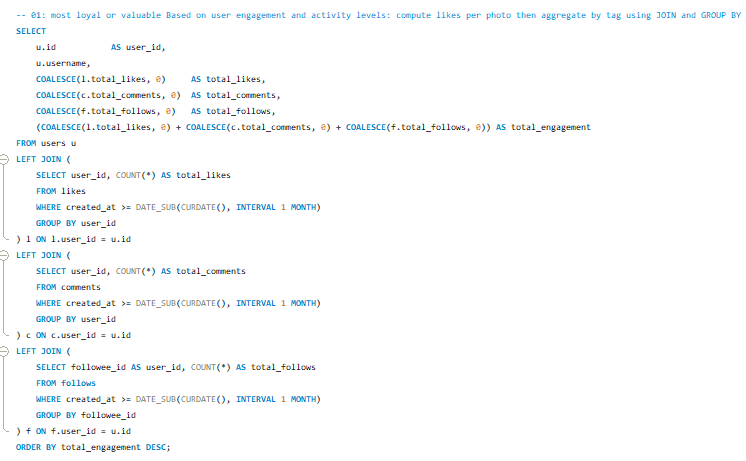 -- 01: most loyal or valuable Based on user engagement and activity levels: compute likes per photo then aggregate by tag using JOIN and GROUP BY
SELECT
u.id AS user_id,
u.username,
COALESCE(l.total_likes, 0) AS total_likes,
COALESCE(c.total_comments, 0) AS total_comments,
COALESCE(f.total_follows, 0) AS total_follows,
(COALESCE(l.total_likes, 0) + COALESCE(c.total_comments, 0) + COALESCE(f.total_follows, 0)) AS total_engagement
FROM users u
LEFT JOIN (
SELECT user_id, COUNT(*) AS total_likes
FROM likes
WHERE created_at >= DATE_SUB(CURDATE(), INTERVAL 1 MONTH)
GROUP BY user_id
) l ON l.user_id = u.id
LEFT JOIN (
SELECT user_id, COUNT(*) AS total_comments
FROM comments
WHERE created_at >= DATE_SUB(CURDATE(), INTERVAL 1 MONTH)
GROUP BY user_id
) c ON c.user_id = u.id
LEFT JOIN (
SELECT followee_id AS user_id, COUNT(*) AS total_follows
FROM follows
WHERE created_at >= DATE_SUB(CURDATE(), INTERVAL 1 MONTH)
GROUP BY followee_id
) f ON f.user_id = u.id
ORDER BY total_engagement DESC;